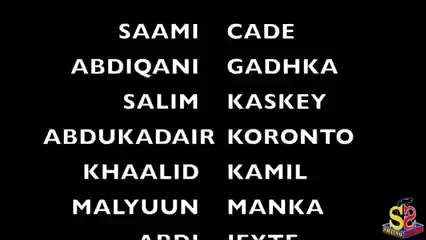 SAAMI CADE
ABDIQANI GADHKA
SALIM KASKEY
ABDUKADAIR KORONTO
KHAALID KAMIL
MALYUUN MANKA